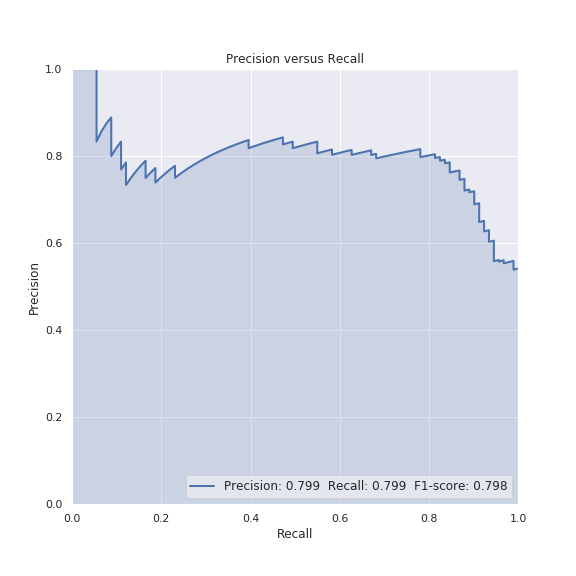 Precision versus Recall
1.0
0.8
0.6
0.4
0.2
0.0
Precision
Precision: 0.799  Recall: 0.799  F1-score: 0.798
0.0 0.2 0.4 0.6 0.8 1.0
Recall